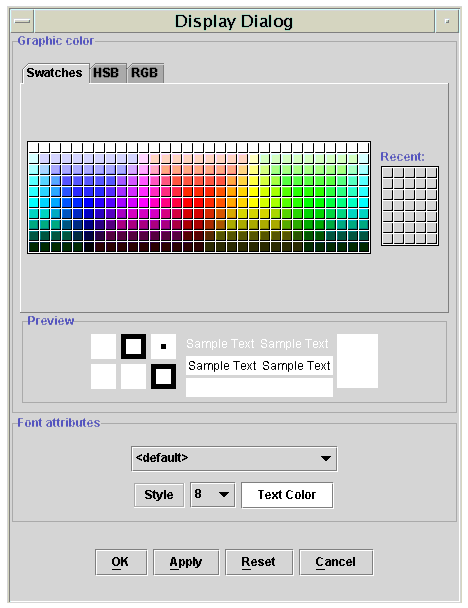 Display Dialog
Graphic color
Swatches HSB RGB
Recent:
Preview
Sample Text Sample Text
Sample Text Sample Text
Font attributes
<default>
Style 8 Text Color
OK Apply Reset Cancel